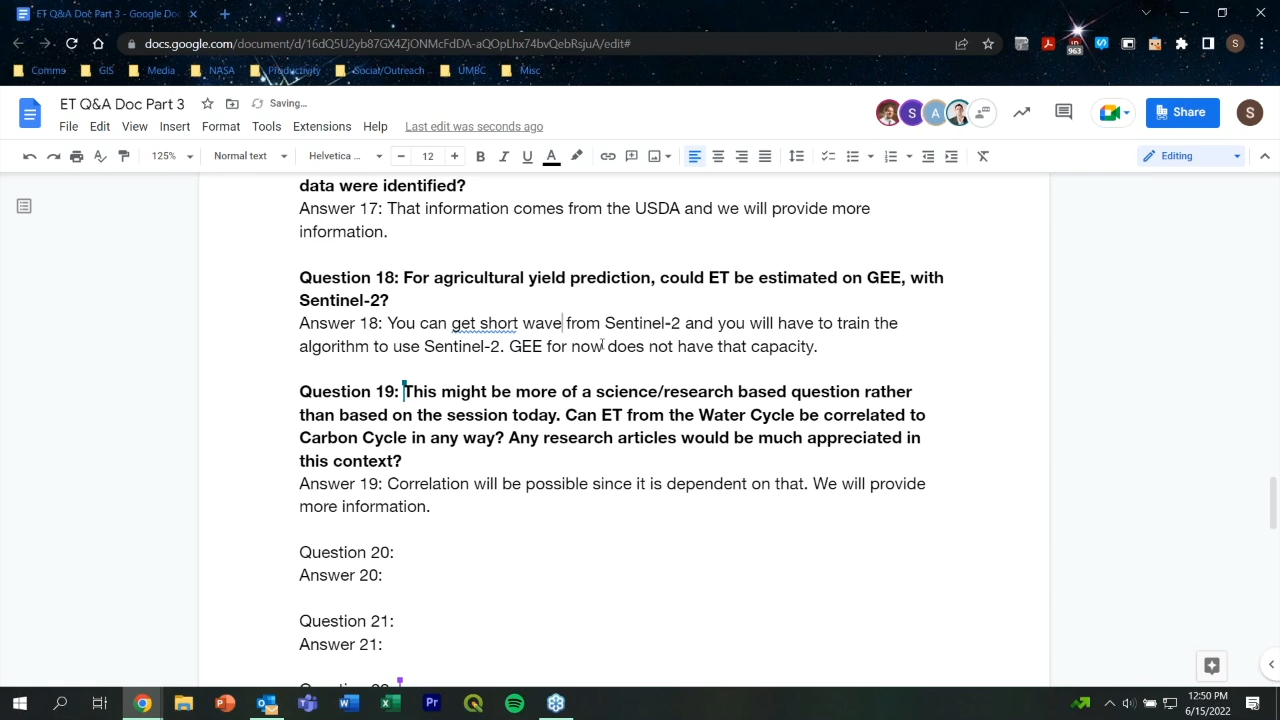 ET Q&A Doc Part 3 - Google Doc
docs.google.com/document/d/16dQ5U2yb87GX4ZjONMcFdDA-aQOpLhx74bvQebRsjuA/edit#
963
S
Comms
GIS
Media
NASA
Productivity
Social/Outreach
UMBC
Misc
ET Q&A Doc Part 3
Saving...
S
A
Share
S
File Edit View Insert Format Tools Extensions Help Last edit was seconds ago
125% Normal text Helvetica ... 12 Editing
data were identified?
Answer 17: That information comes from the USDA and we will provide more
information.
Question 18: For agricultural yield prediction, could ET be estimated on GEE, with
Sentinel-2?
Answer 18: You can get short wave from Sentinel-2 and you will have to train the
algorithm to use Sentinel-2. GEE for now does not have that capacity.
Question 19: This might be more of a science/research based question rather
than based on the session today. Can ET from the Water Cycle be correlated to
Carbon Cycle in any way? Any research articles would be much appreciated in
this context?
Answer 19: Correlation will be possible since it is dependent on that. We will provide
more information.
Question 20:
Answer 20:
Question 21:
Answer 21:
12:50 PM
6/15/2022